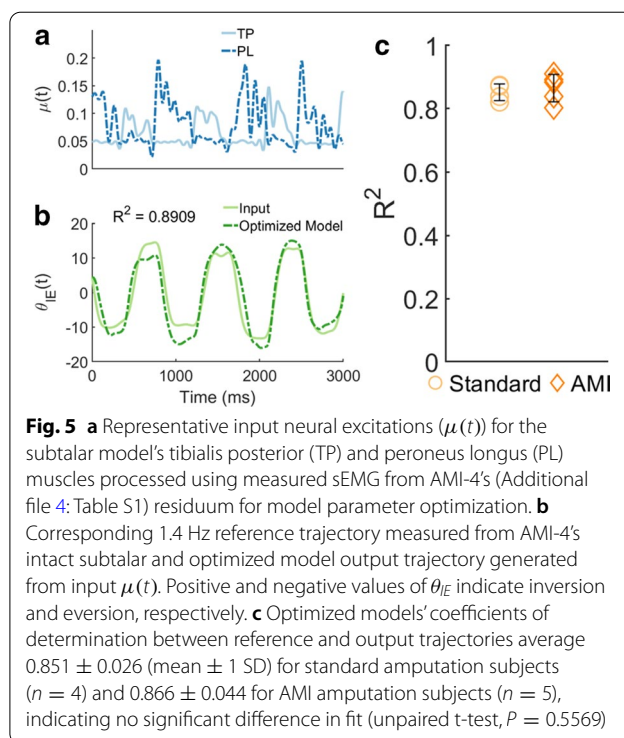 a
TP
PL
0.2
0.15
0.1
0.05
0
μ(t)
b
R² = 0.8909
Input
Optimized Model
20
10
0
-10
-20
θIE(t)
0 1000 2000 3000
Time (ms)
c
1
0.8
0.6
0.4
0.2
0
R²
Standard AMI
Fig. 5 a Representative input neural excitations (μ(t)) for the
subtalar model's tibialis posterior (TP) and peroneus longus (PL)
muscles processed using measured sEMG from AMI-4's (Additional
file 4: Table S1) residuum for model parameter optimization. b
Corresponding 1.4 Hz reference trajectory measured from AMI-4's
intact subtalar and optimized model output trajectory generated
from input μ(t). Positive and negative values of θIE indicate inversion
and eversion, respectively. c Optimized models' coefficients of
determination between reference and output trajectories average
0.851 ± 0.026 (mean ± 1 SD) for standard amputation subjects
(n = 4) and 0.866 ± 0.044 for AMI amputation subjects (n = 5),
indicating no significant difference in fit (unpaired t-test, P = 0.5569)